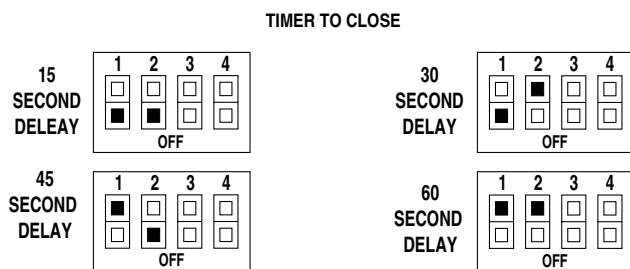 TIMER TO CLOSE
15
SECOND
DELEAY
1 2 3 4
OFF
30
SECOND
DELAY
1 2 3 4
OFF
45
SECOND
DELAY
1 2 3 4
OFF
60
SECOND
DELAY
1 2 3 4
OFF